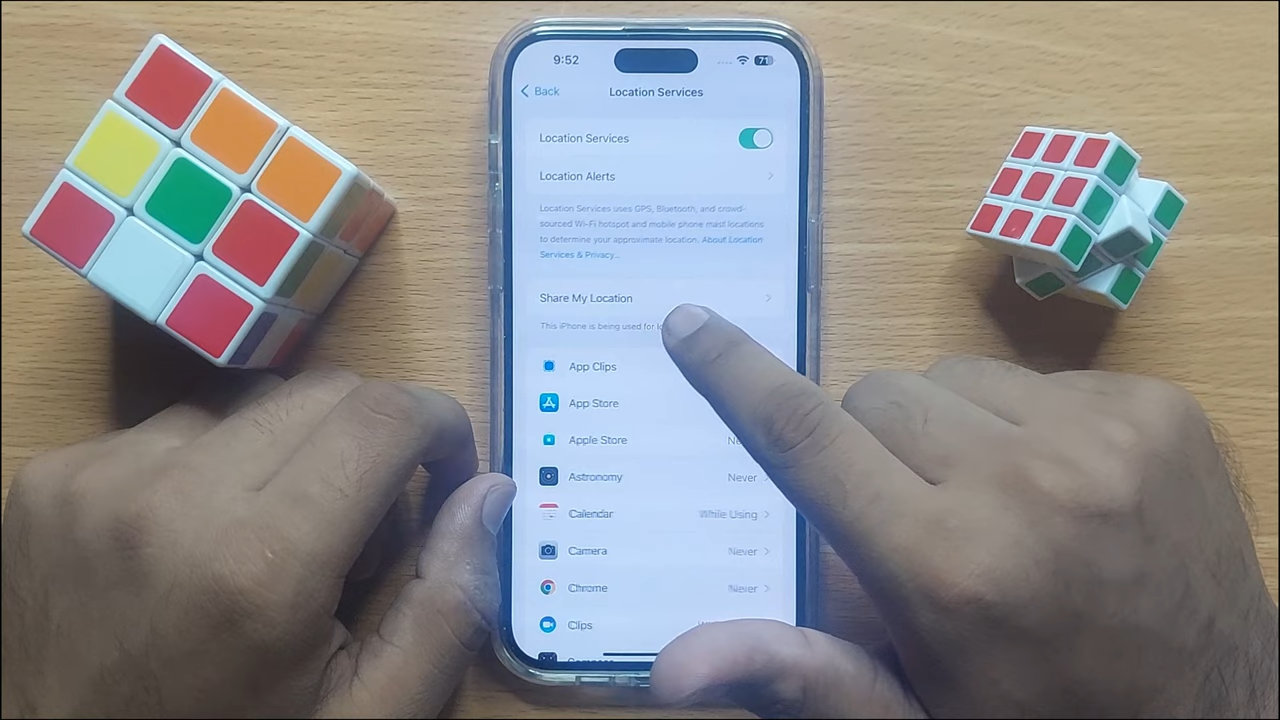 9:52
71
Back
Location Services
Location Services
Location Alerts
Location Services uses GPS, Bluetooth, and crowd-
sourced Wi-Fi hotspot and mobile phone mast locations
to determine your approximate location. About Location
Services & Privacy...
Share My Location
This iPhone is being used for
App Clips
App Store
Apple Store
Astronomy Never
Calendar While Using
Camera Never
Chrome Never
Clips